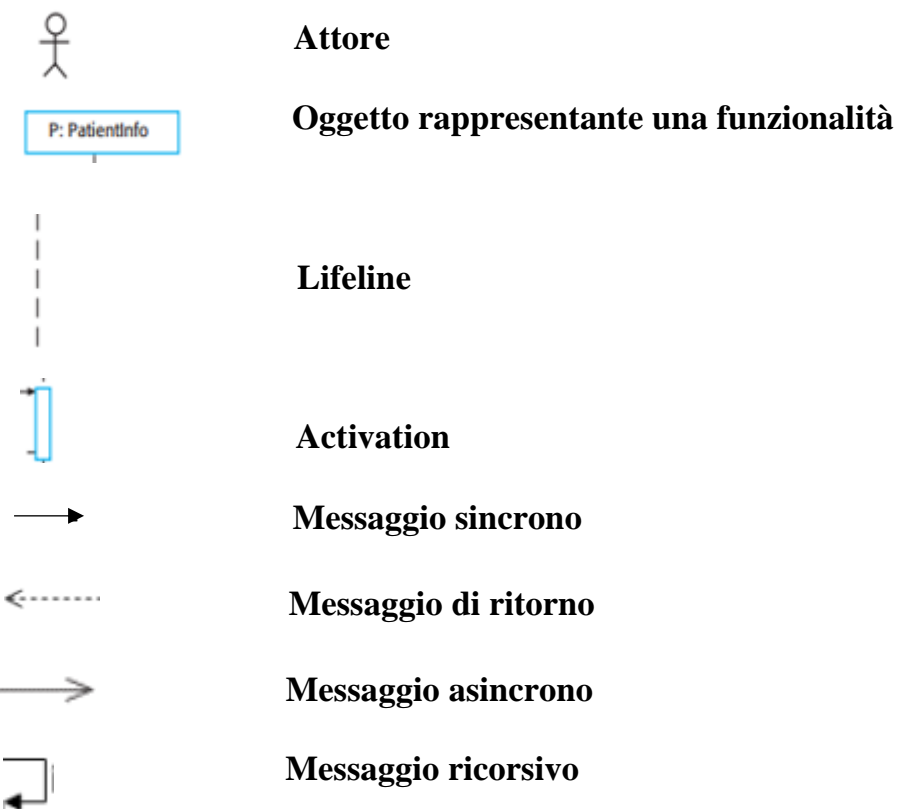 Attore
P: PatientInfo
Oggetto rappresentante una funzionalità
Lifeline
Activation
Messaggio sincrono
Messaggio di ritorno
Messaggio asincrono
Messaggio ricorsivo